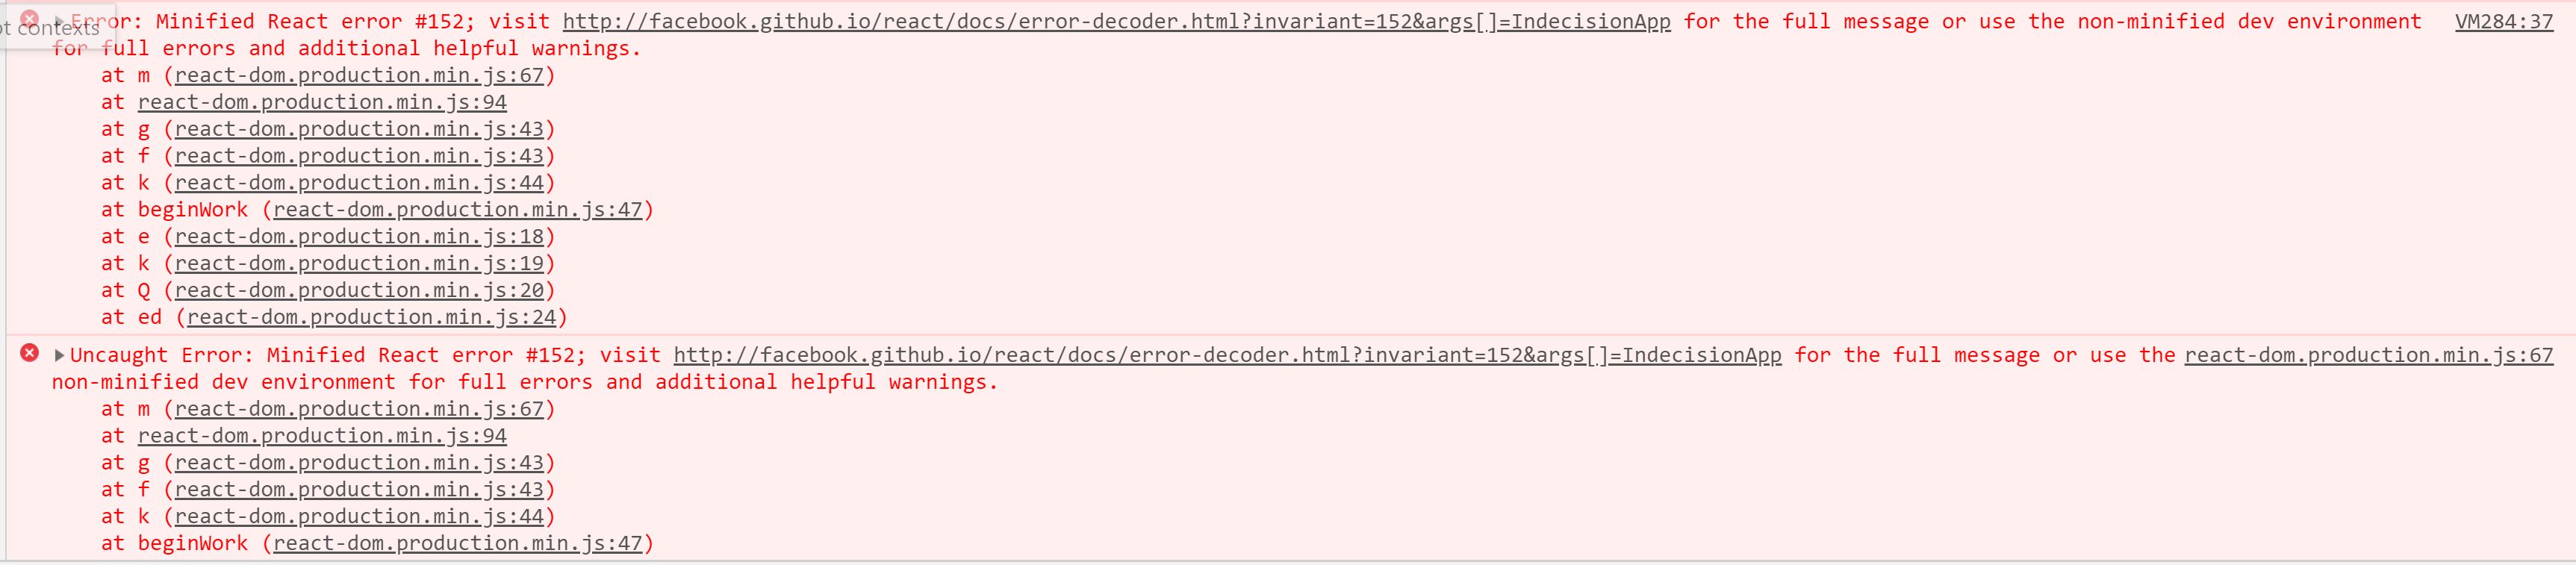 Error: Minified React error #152; visit http://facebook.github.io/react/docs/error-decoder.html?invariant=152&args[]=IndecisionApp for the full message or use the non-minified dev environment VM284:37
ot contexts
for full errors and additional helpful warnings.
at m (react-dom.production.min.js:67)
at react-dom.production.min.js:94
at g (react-dom.production.min.js:43)
at f (react-dom.production.min.js:43)
at k (react-dom.production.min.js:44)
at beginWork (react-dom.production.min.js:47)
at e (react-dom.production.min.js:18)
at k (react-dom.production.min.js:19)
at Q (react-dom.production.min.js:20)
at ed (react-dom.production.min.js:24)
Uncaught Error: Minified React error #152; visit http://facebook.github.io/react/docs/error-decoder.html?invariant=152&args[]=IndecisionApp for the full message or use the react-dom.production.min.js:67
non-minified dev environment for full errors and additional helpful warnings.
at m (react-dom.production.min.js:67)
at react-dom.production.min.js:94
at g (react-dom.production.min.js:43)
at f (react-dom.production.min.js:43)
at k (react-dom.production.min.js:44)
at beginWork (react-dom.production.min.js:47)